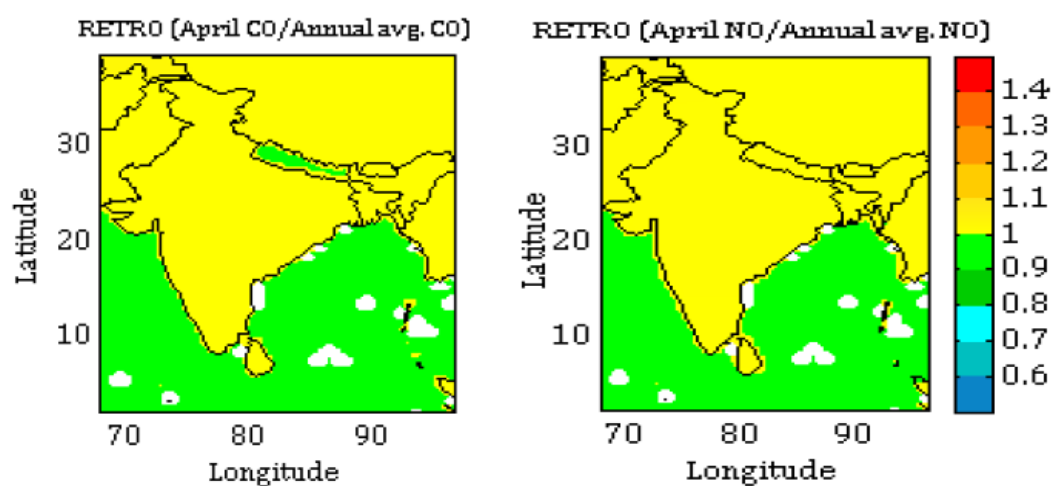 RETRO (April CO/Annual avg. CO)
RETRO (April NO/Annual avg. NO)
Latitude
30
20
10
70 80 90
Longitude
Latitude
30
20
10
70 80 90
Longitude
1.4
1.3
1.2
1.1
1
0.9
0.8
0.7
0.6